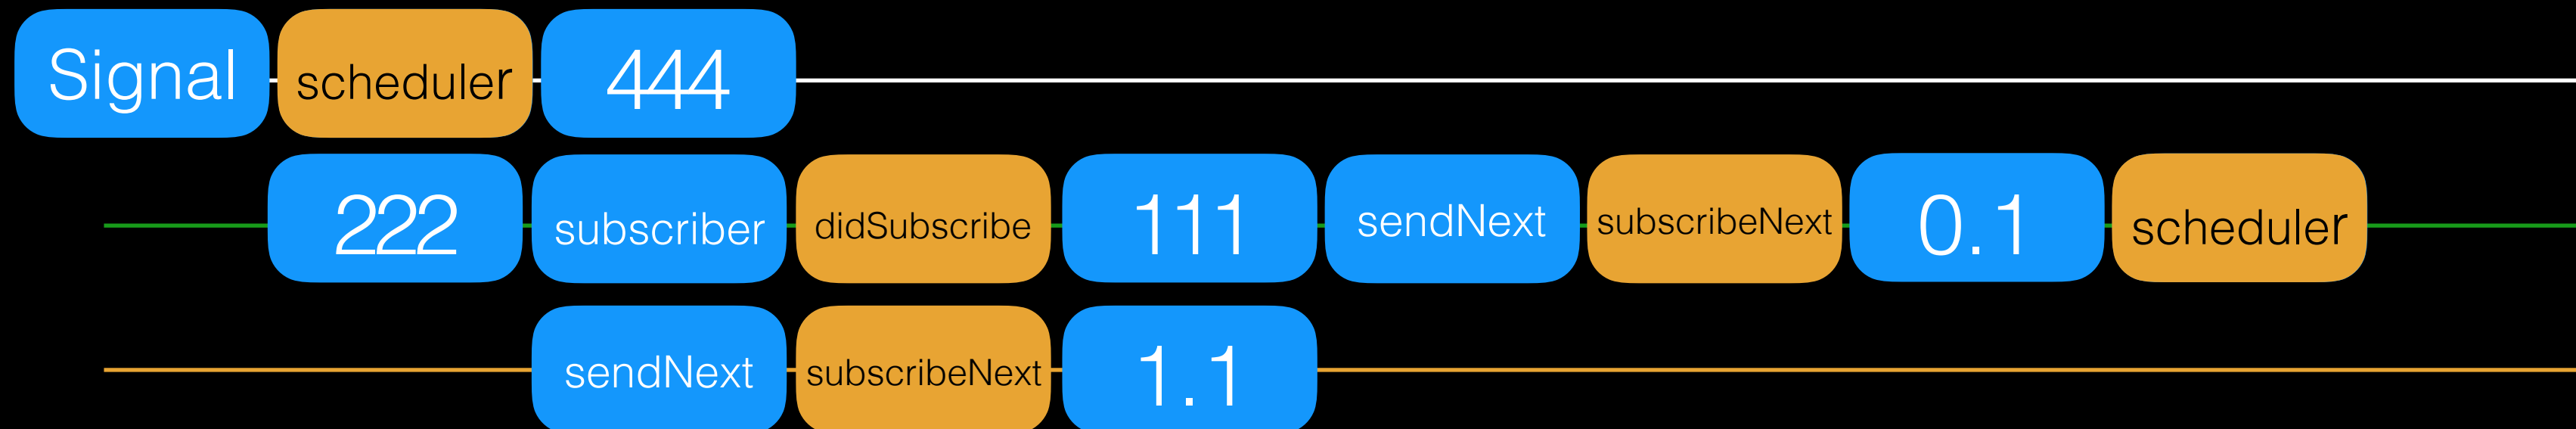 Signal scheduler 444
222 subscriber didSubscribe 111 sendNext subscribeNext 0.1 scheduler
sendNext subscribeNext 1.1